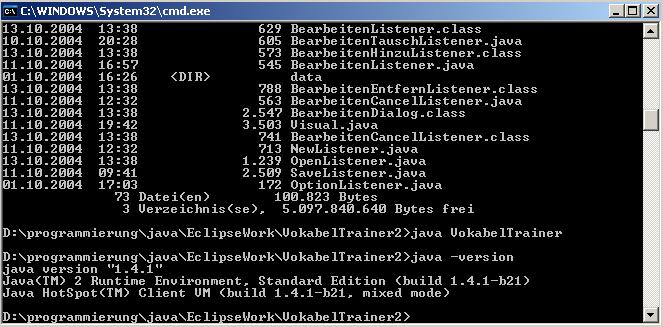 C:\WINDOWS\System32\cmd.exe
13.10.2004  13:38               629 BearbeitenListener.class
10.10.2004  20:28               605 BearbeitenTauschListener.java
13.10.2004  13:38               573 BearbeitenHinzuListener.class
11.10.2004  16:57               545 BearbeitenListener.java
01.10.2004  16:26    <DIR>          data
13.10.2004  13:38               788 BearbeitenEntfernListener.class
11.10.2004  12:32               563 BearbeitenCancelListener.java
13.10.2004  13:38             2.547 BearbeitenDialog.class
11.10.2004  19:42             3.503 Visual.java
13.10.2004  13:38               741 BearbeitenCancelListener.class
11.10.2004  12:32               713 NewListener.java
13.10.2004  13:38             1.239 OpenListener.java
11.10.2004  09:41             2.509 SaveListener.java
01.10.2004  17:03               172 OptionListener.java
73 Datei(en)        100.823 Bytes
3 Verzeichnis(se),  5.097.840.640 Bytes frei
D:\programmierung\java\EclipseWork\VokabelTrainer2>java VokabelTrainer
D:\programmierung\java\EclipseWork\VokabelTrainer2>java -version
java version "1.4.1"
Java(TM) 2 Runtime Environment, Standard Edition (build 1.4.1-b21)
Java HotSpot(TM) Client VM (build 1.4.1-b21, mixed mode)
D:\programmierung\java\EclipseWork\VokabelTrainer2>